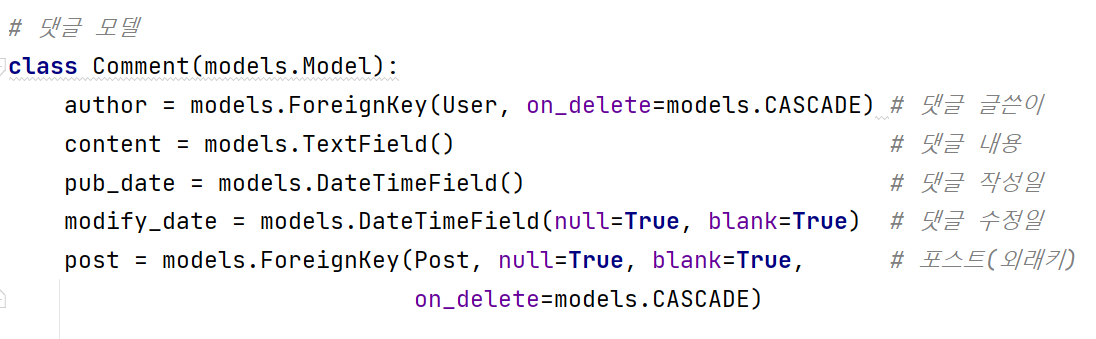 # 댓글 모델
class Comment(models.Model):
    author = models.ForeignKey(User, on_delete=models.CASCADE) # 댓글 글쓴이
    content = models.TextField()                               # 댓글 내용
    pub_date = models.DateTimeField()                          # 댓글 작성일
    modify_date = models.DateTimeField(null=True, blank=True)  # 댓글 수정일
    post = models.ForeignKey(Post, null=True, blank=True,      # 포스트(외래키)
                             on_delete=models.CASCADE)